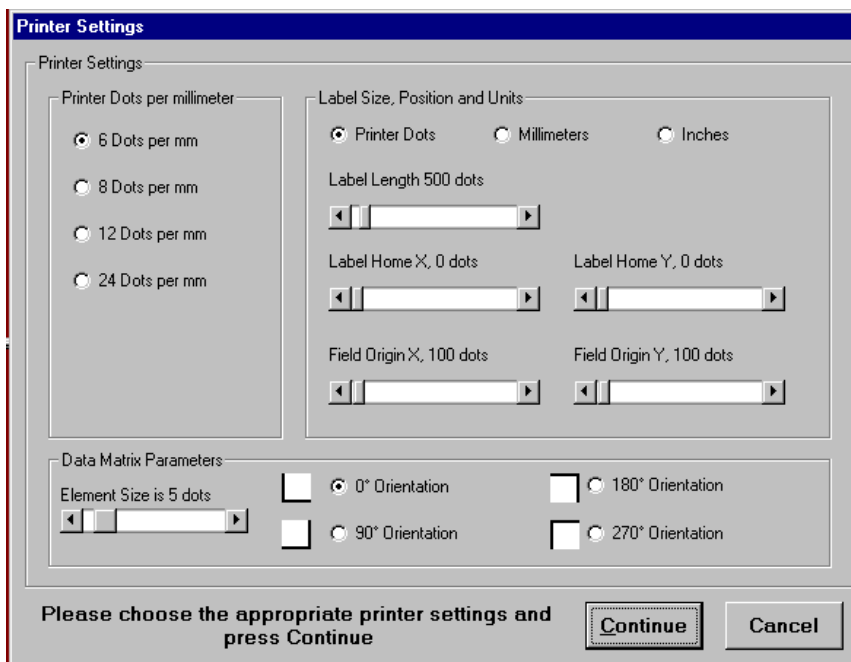 Printer Settings
Printer Settings
Printer Dots per millimeter
6 Dots per mm
8 Dots per mm
12 Dots per mm
24 Dots per mm
Label Size, Position and Units
Printer Dots Millimeters Inches
Label Length 500 dots
Label Home X, 0 dots Label Home Y, 0 dots
Field Origin X, 100 dots Field Origin Y, 100 dots
Data Matrix Parameters
Element Size is 5 dots
0° Orientation 180° Orientation
90° Orientation 270° Orientation
Please choose the appropriate printer settings and
press Continue
Continue Cancel